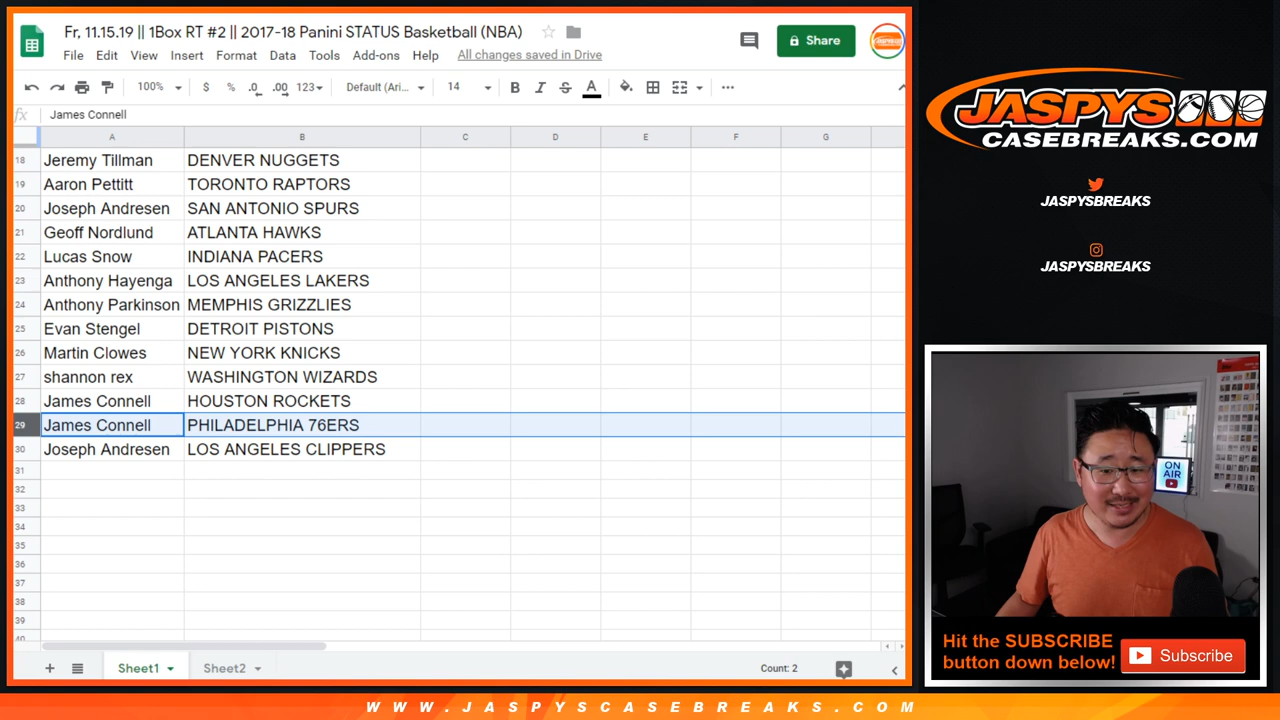 Fr, 11.15.19 || 1Box RT #2 || 2017-18 Panini STATUS Basketball (NBA)
File Edit View Insert Format Data Tools Add-ons Help All changes saved in Drive
Share
100% $ % .0 .00 123 Default (Ari... 14 B I S A
fx James Connell
A B C D E F G
18 Jeremy Tillman DENVER NUGGETS
19 Aaron Pettitt TORONTO RAPTORS
20 Joseph Andresen SAN ANTONIO SPURS
21 Geoff Nordlund ATLANTA HAWKS
22 Lucas Snow INDIANA PACERS
23 Anthony Hayenga LOS ANGELES LAKERS
24 Anthony Parkinson MEMPHIS GRIZZLIES
25 Evan Stengel DETROIT PISTONS
26 Martin Clowes NEW YORK KNICKS
27 shannon rex WASHINGTON WIZARDS
28 James Connell HOUSTON ROCKETS
29 James Connell PHILADELPHIA 76ERS
30 Joseph Andresen LOS ANGELES CLIPPERS
31
32
33
34
35
36
37
38
39
40
Sheet1 Sheet2 Count: 2
JASPYS
CASEBREAKS.COM
JASPYSBREAKS
JASPYSBREAKS
ON
AIR
Hit the SUBSCRIBE
button down below!
Subscribe
WWW.JASPYSCASEBREAKS.COM